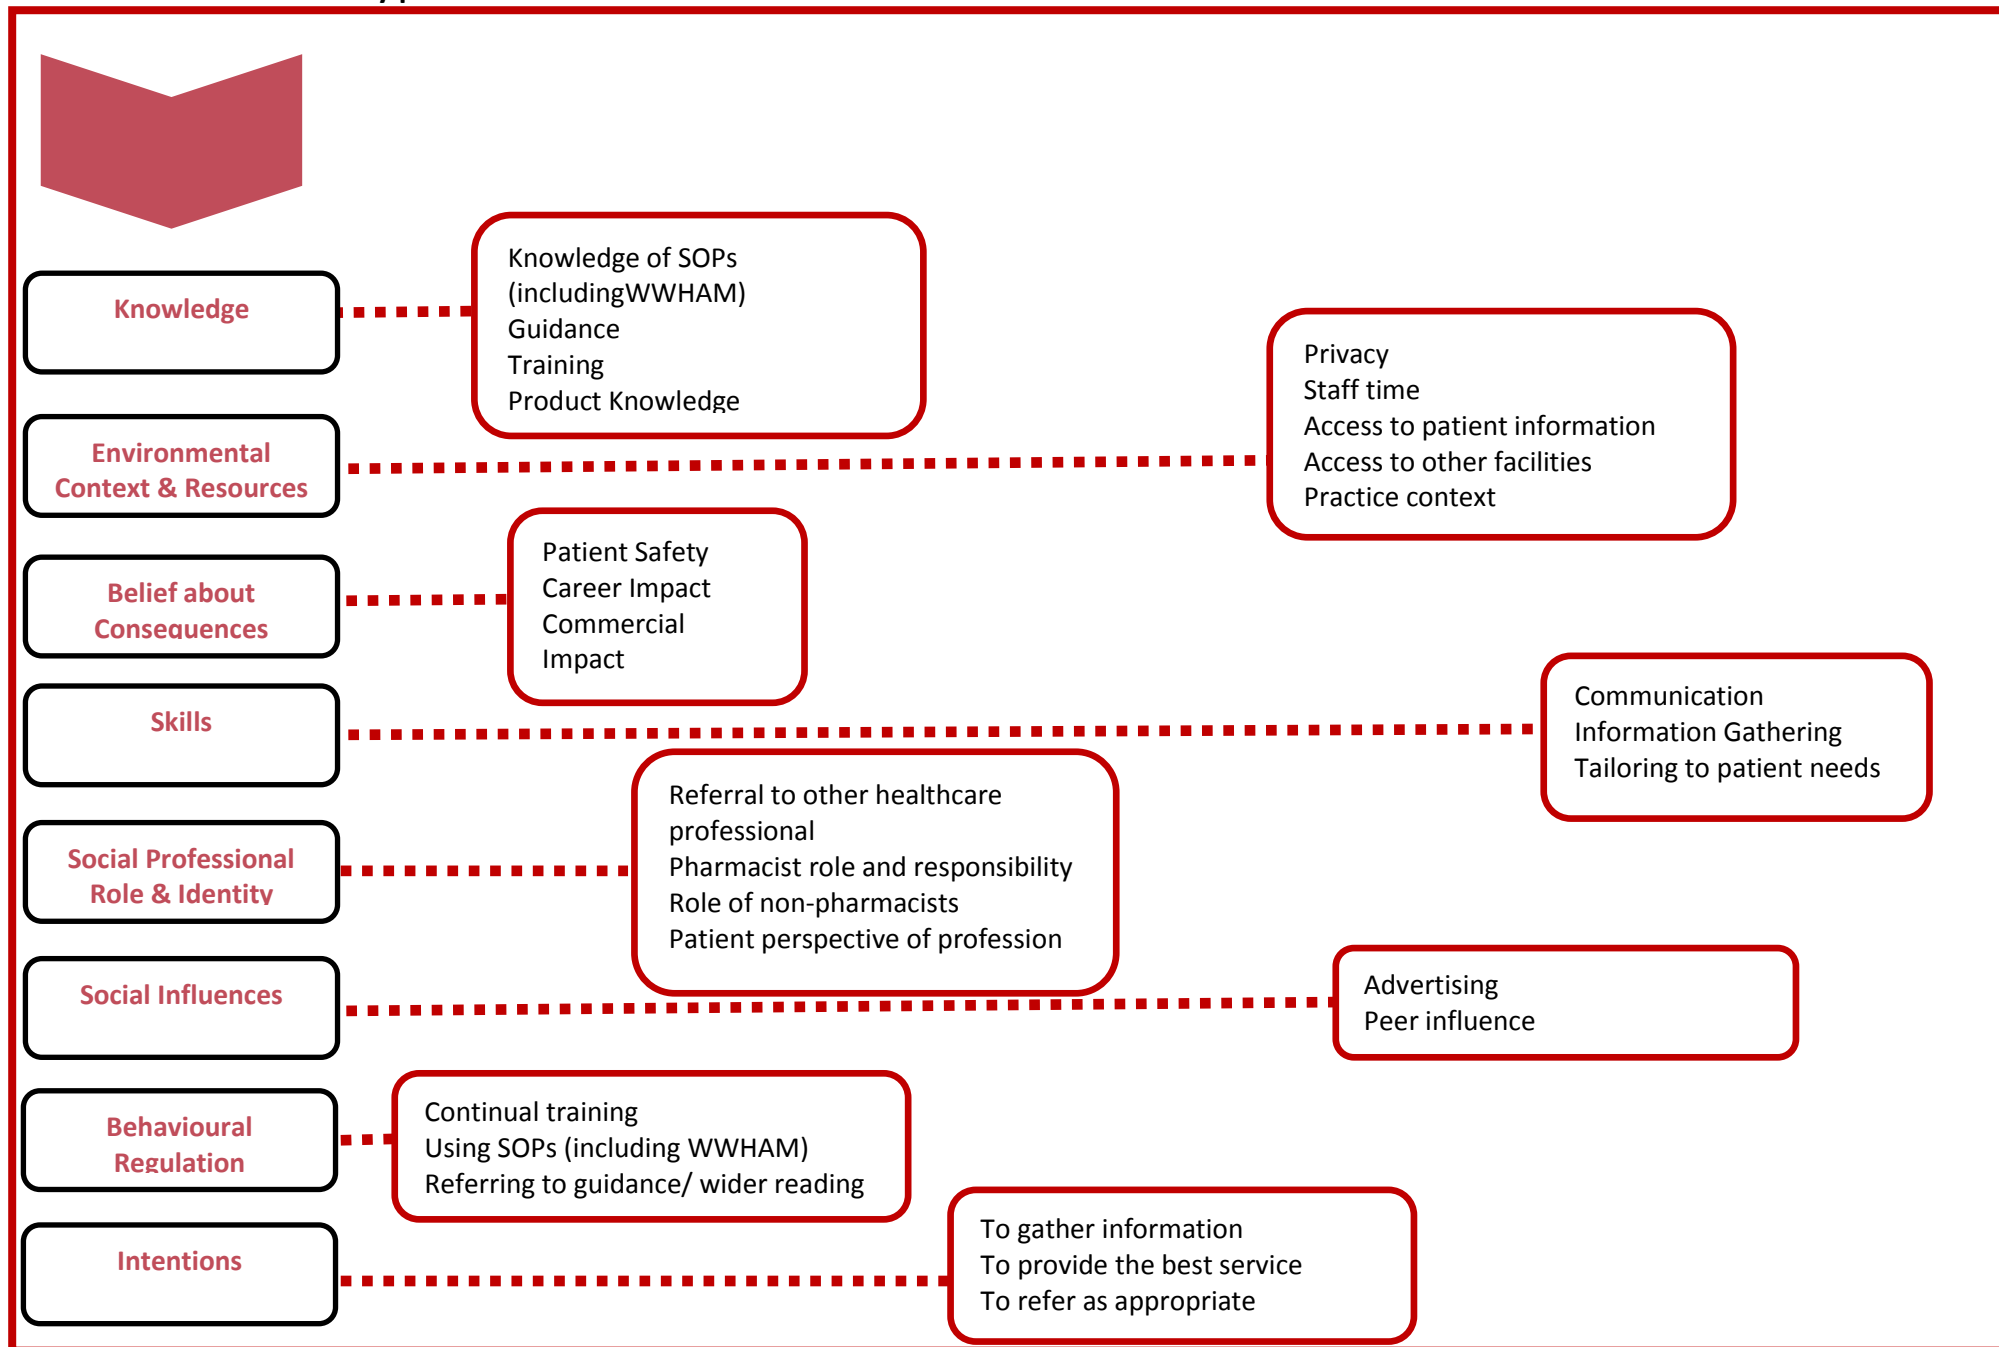 Knowledge
Knowledge of SOPs
(includingWWHAM)
Guidance
Training
Product Knowledge
Environmental
Context & Resources
Privacy
Staff time
Access to patient information
Access to other facilities
Practice context
Belief about
Consequences
Patient Safety
Career Impact
Commercial
Impact
Skills
Communication
Information Gathering
Tailoring to patient needs
Social Professional
Role & Identity
Referral to other healthcare
professional
Pharmacist role and responsibility
Role of non-pharmacists
Patient perspective of profession
Social Influences
Advertising
Peer influence
Behavioural
Regulation
Continual training
Using SOPs (including WWHAM)
Referring to guidance/ wider reading
Intentions
To gather information
To provide the best service
To refer as appropriate